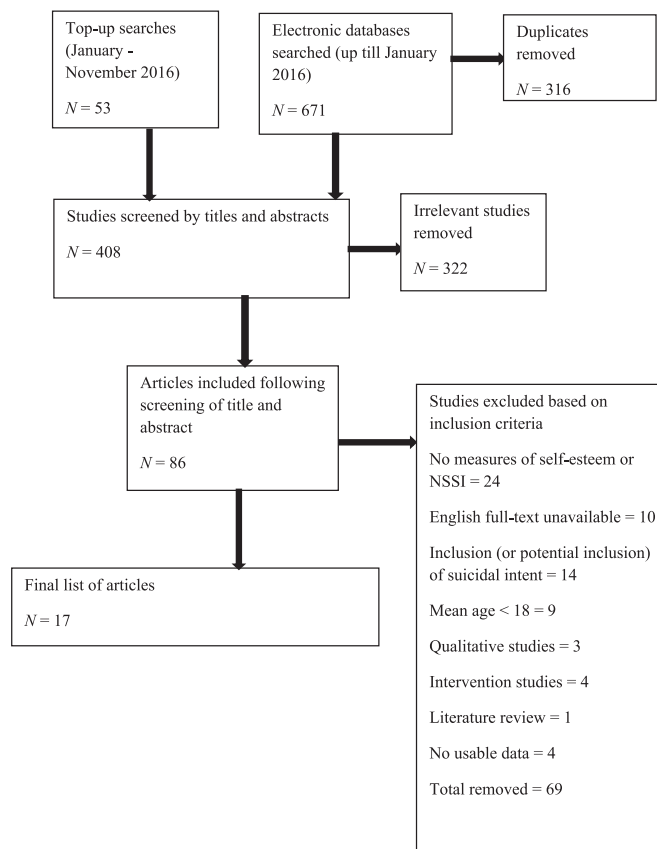 Top-up searches
(January -
November 2016)
N = 53
Electronic databases
searched (up till January
2016)
N = 671
Duplicates
removed
N = 316
Studies screened by titles and abstracts
N = 408
Irrelevant studies
removed
N = 322
Articles included following
screening of title and
abstract
N = 86
Studies excluded based on
inclusion criteria
No measures of self-esteem or
NSSI = 24
English full-text unavailable = 10
Inclusion (or potential inclusion)
of suicidal intent = 14
Mean age < 18 = 9
Qualitative studies = 3
Intervention studies = 4
Literature review = 1
No usable data = 4
Total removed = 69
Final list of articles
N = 17